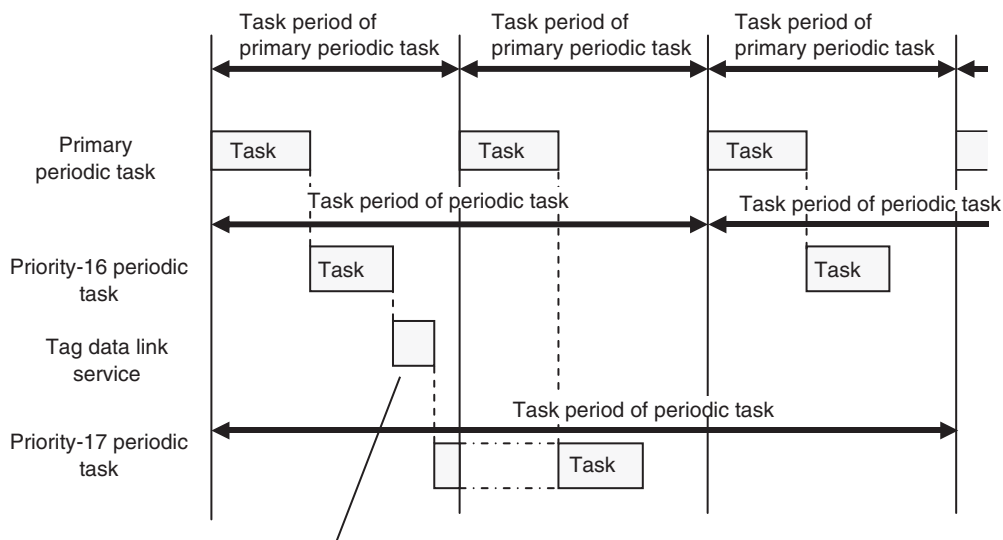 Task period of
primary periodic task
Task period of
primary periodic task
Task period of
primary periodic task
Primary
periodic task
Task
Task
Task
Task period of periodic task
Task period of periodic task
Priority-16 periodic
task
Task
Task
Tag data link
service
Task period of periodic task
Priority-17 periodic
task
Task